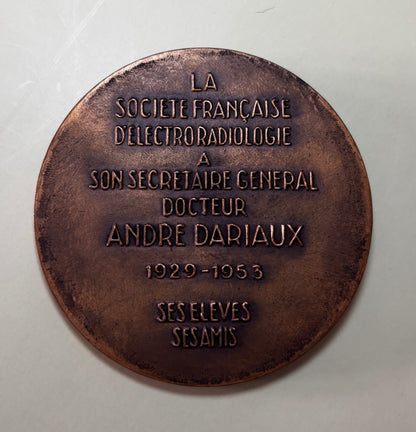 LA
SOCIETE FRANÇAISE
D'ELECTRORADIOLOGIE
A
SON SECRETAIRE GENERAL
DOCTEUR
ANDRE DARIAUX
1929-1953
SES ELEVES
SES AMIS